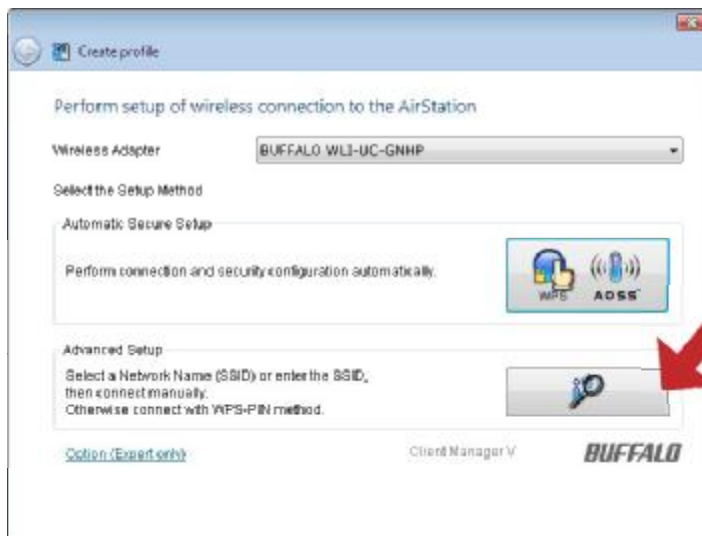 Create profile
Perform setup of wireless connection to the AirStation
Wireless Adapter
BUFFALO WLI-UC-GNHP
Select the Setup Method
Automatic Secure Setup
Perform connection and security configuration automatically.
WPS
AOSS™
Advanced Setup
Select a Network Name (SSID) or enter the SSID,
then connect manually.
Otherwise connect with WPS-PIN method.
Option (Expert only)
Client Manager V
BUFFALO